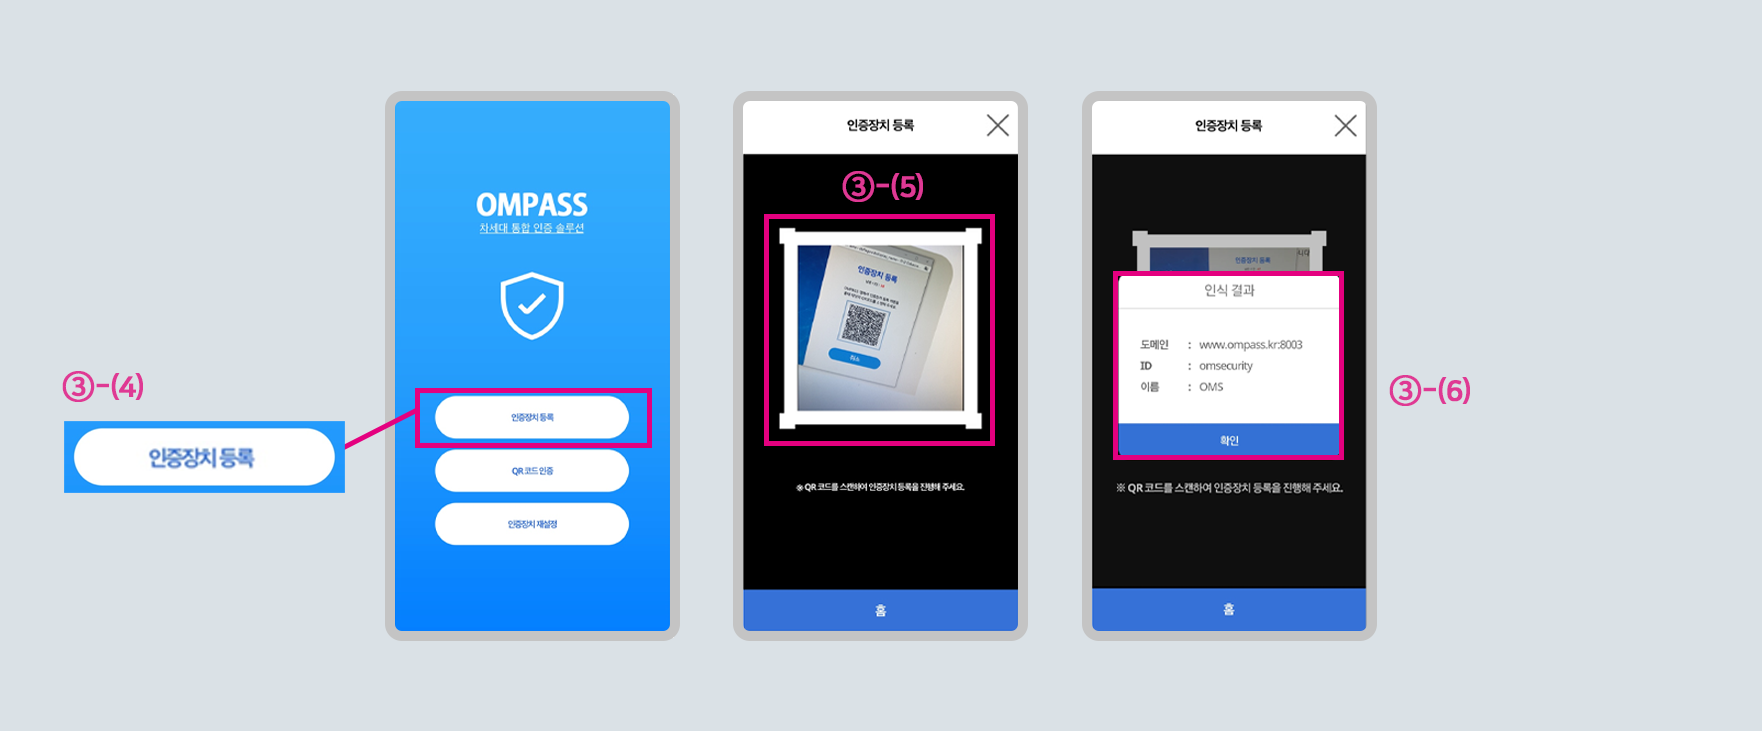 ③-(4)
인증장치 등록
OMPASS
차세대 통합 인증 솔루션
인증장치 등록
QR 코드 인증
인증장치 재설정
인증장치 등록
③-(5)
인증장치 등록
취소
※ QR 코드를 스캔하여 인증장치 등록을 진행해 주세요.
홈
인증장치 등록
인증장치 등록
니다
인식 결과
도메인 : www.ompass.kr:8003
ID : omsecurity
이름 : OMS
확인
③-(6)
※ QR 코드를 스캔하여 인증장치 등록을 진행해 주세요.
홈